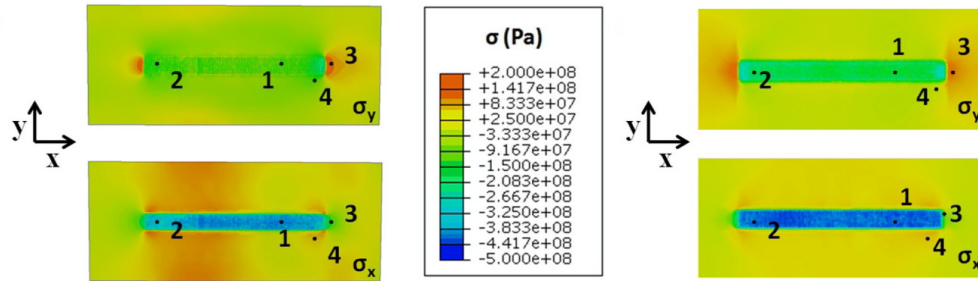 3
2
1
4
σy
y
x
2
1
3
4
σx
σ (Pa)
+2.000e+08
+1.417e+08
+8.333e+07
+2.500e+07
-3.333e+07
-9.167e+07
-1.500e+08
-2.083e+08
-2.667e+08
-3.250e+08
-3.833e+08
-4.417e+08
-5.000e+08
1
3
2
4
σy
y
x
1
3
2
4
σx